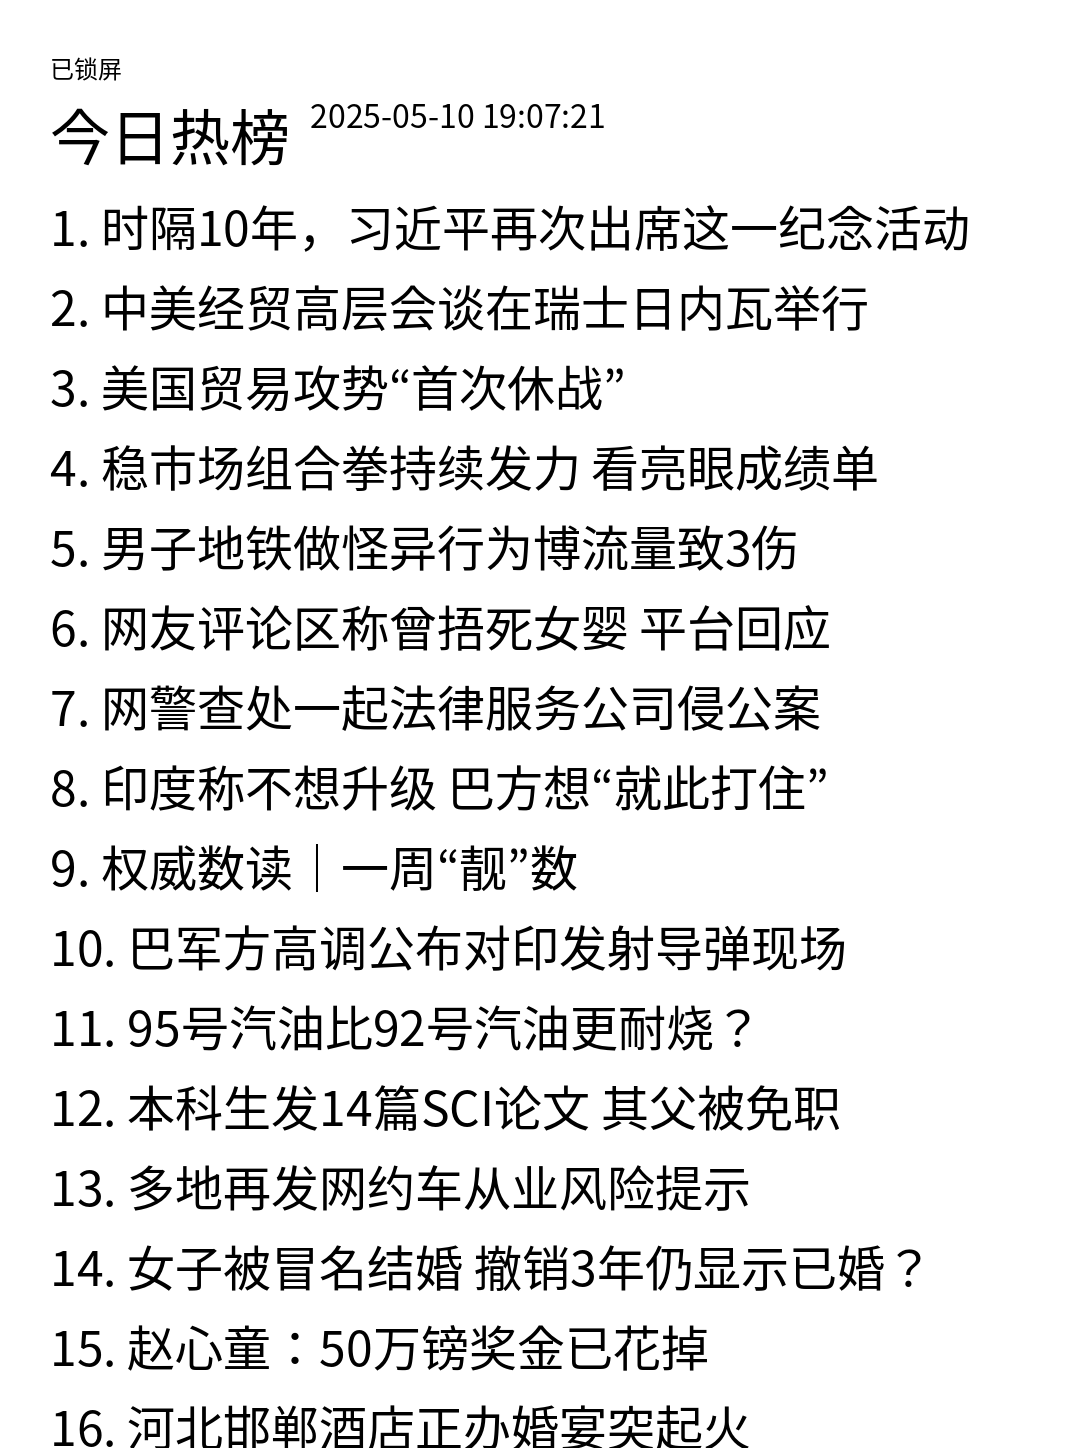 已锁屏
今日热榜 2025-05-10 19:07:21
1. 时隔10年，习近平再次出席这一纪念活动
2. 中美经贸高层会谈在瑞士日内瓦举行
3. 美国贸易攻势“首次休战”
4. 稳市场组合拳持续发力 看亮眼成绩单
5. 男子地铁做怪异行为博流量致3伤
6. 网友评论区称曾捂死女婴 平台回应
7. 网警查处一起法律服务公司侵公案
8. 印度称不想升级 巴方想“就此打住”
9. 权威数读｜一周“靓”数
10. 巴军方高调公布对印发射导弹现场
11. 95号汽油比92号汽油更耐烧？
12. 本科生发14篇SCI论文 其父被免职
13. 多地再发网约车从业风险提示
14. 女子被冒名结婚 撤销3年仍显示已婚？
15. 赵心童：50万镑奖金已花掉
16. 河北邯郸酒店正办婚宴突起火